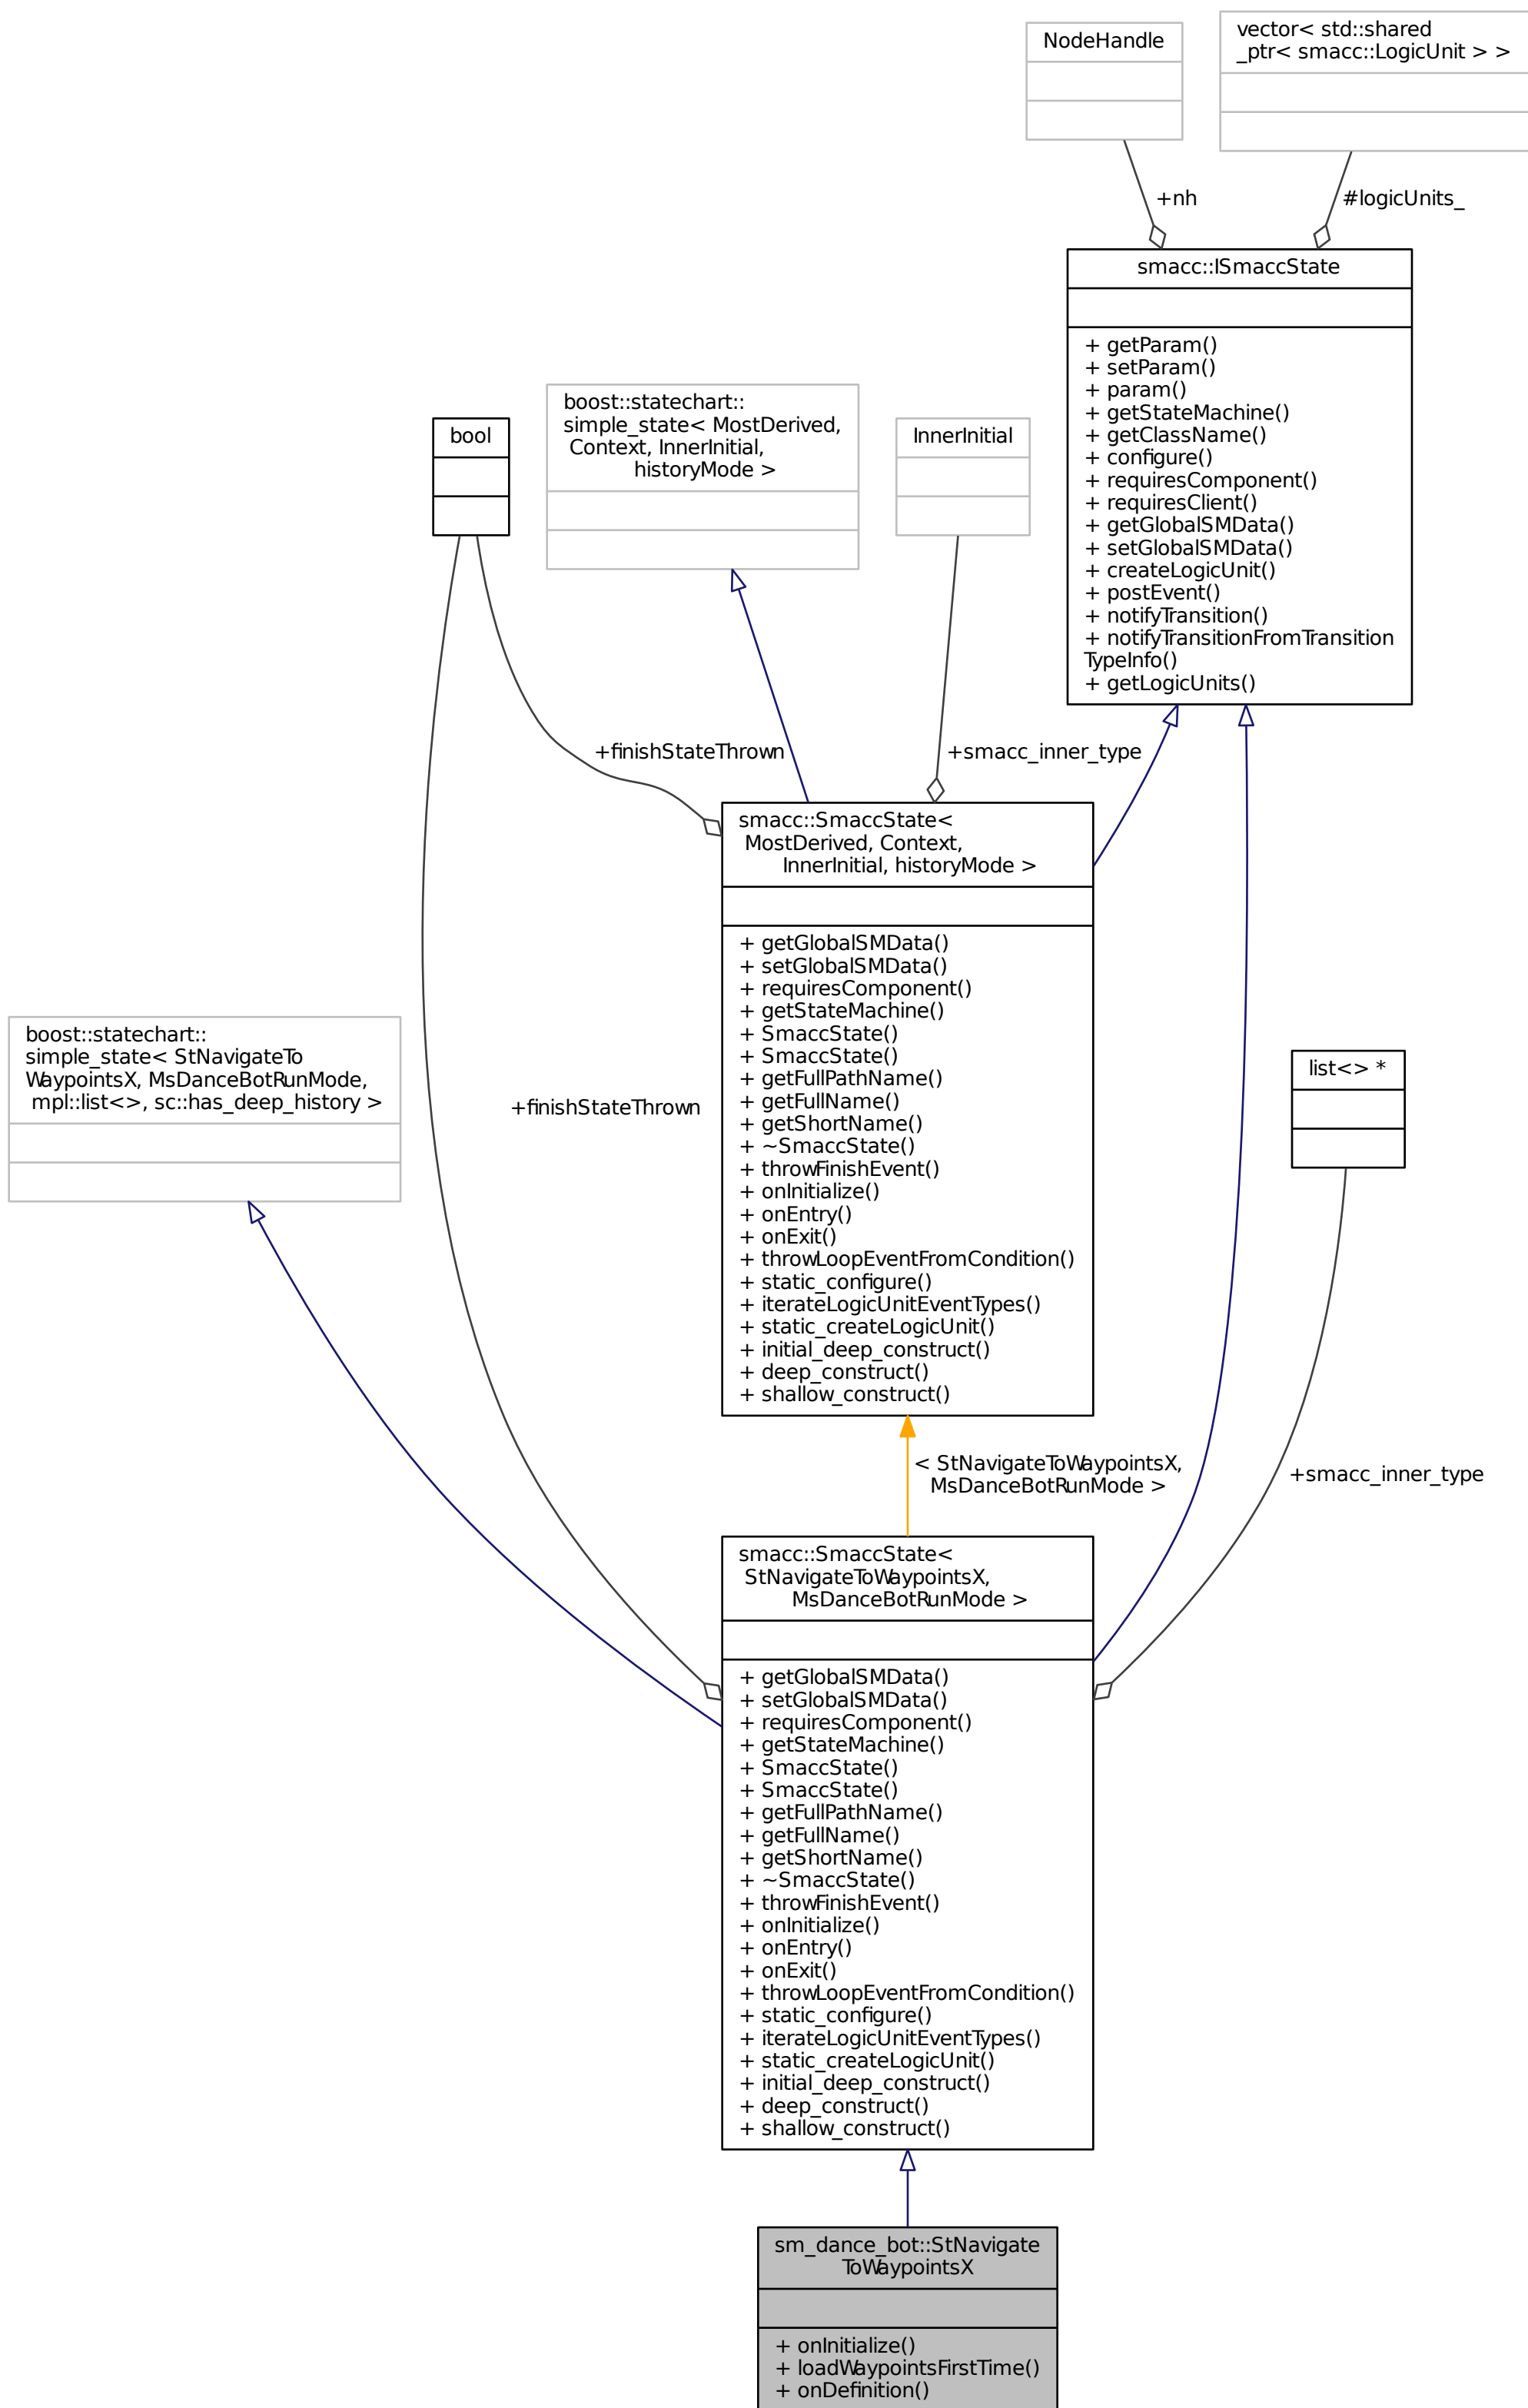 NodeHandle
vector< std::shared
_ptr< smacc::LogicUnit > >
+nh
#logicUnits_
smacc::ISmaccState
+ getParam()
+ setParam()
+ param()
+ getStateMachine()
+ getClassName()
+ configure()
+ requiresComponent()
+ requiresClient()
+ getGlobalSMData()
+ setGlobalSMData()
+ createLogicUnit()
+ postEvent()
+ notifyTransition()
+ notifyTransitionFromTransition
TypeInfo()
+ getLogicUnits()
bool
boost::statechart::
simple_state< MostDerived,
Context, InnerInitial,
historyMode >
InnerInitial
+finishStateThrown
+smacc_inner_type
smacc::SmaccState<
MostDerived, Context,
InnerInitial, historyMode >
+ getGlobalSMData()
+ setGlobalSMData()
+ requiresComponent()
+ getStateMachine()
+ SmaccState()
+ SmaccState()
+ getFullPathName()
+ getFullName()
+ getShortName()
+ ~SmaccState()
+ throwFinishEvent()
+ onInitialize()
+ onEntry()
+ onExit()
+ throwLoopEventFromCondition()
+ static_configure()
+ iterateLogicUnitEventTypes()
+ static_createLogicUnit()
+ initial_deep_construct()
+ deep_construct()
+ shallow_construct()
boost::statechart::
simple_state< StNavigateTo
WaypointsX, MsDanceBotRunMode,
mpl::list<>, sc::has_deep_history >
+finishStateThrown
list<> *
< StNavigateToWaypointsX,
MsDanceBotRunMode >
+smacc_inner_type
smacc::SmaccState<
StNavigateToWaypointsX,
MsDanceBotRunMode >
+ getGlobalSMData()
+ setGlobalSMData()
+ requiresComponent()
+ getStateMachine()
+ SmaccState()
+ SmaccState()
+ getFullPathName()
+ getFullName()
+ getShortName()
+ ~SmaccState()
+ throwFinishEvent()
+ onInitialize()
+ onEntry()
+ onExit()
+ throwLoopEventFromCondition()
+ static_configure()
+ iterateLogicUnitEventTypes()
+ static_createLogicUnit()
+ initial_deep_construct()
+ deep_construct()
+ shallow_construct()
sm_dance_bot::StNavigate
ToWaypointsX
+ onInitialize()
+ loadWaypointsFirstTime()
+ onDefinition()